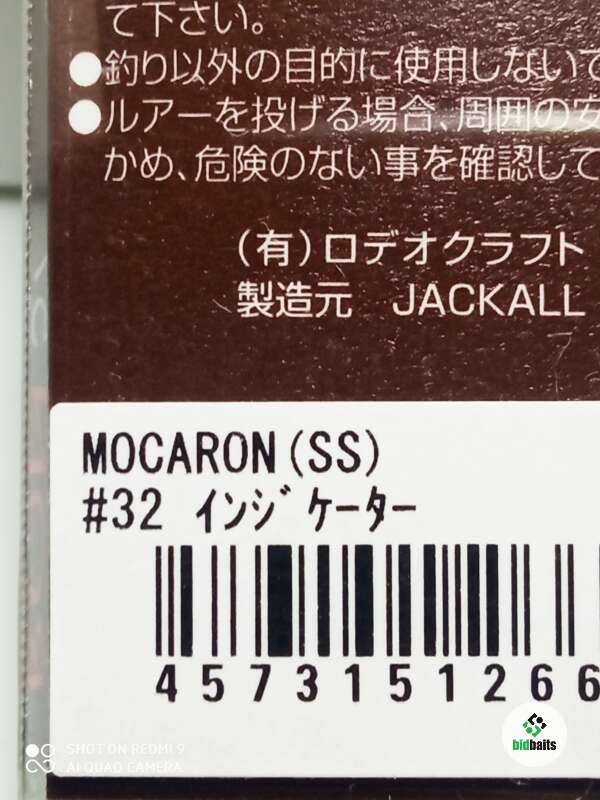 て下さい。
●釣り以外の目的に使用しないで
●ルアーを投げる場合、周囲の安
かめ、危険のない事を確認して
(有)ロデオクラフト
製造元 JACKALL
MOCARON(SS)
#32 ｲﾝｼﾞｹｰﾀｰ
4573151266
bidbaits
SHOT ON REDMI 9
AI QUAD CAMERA